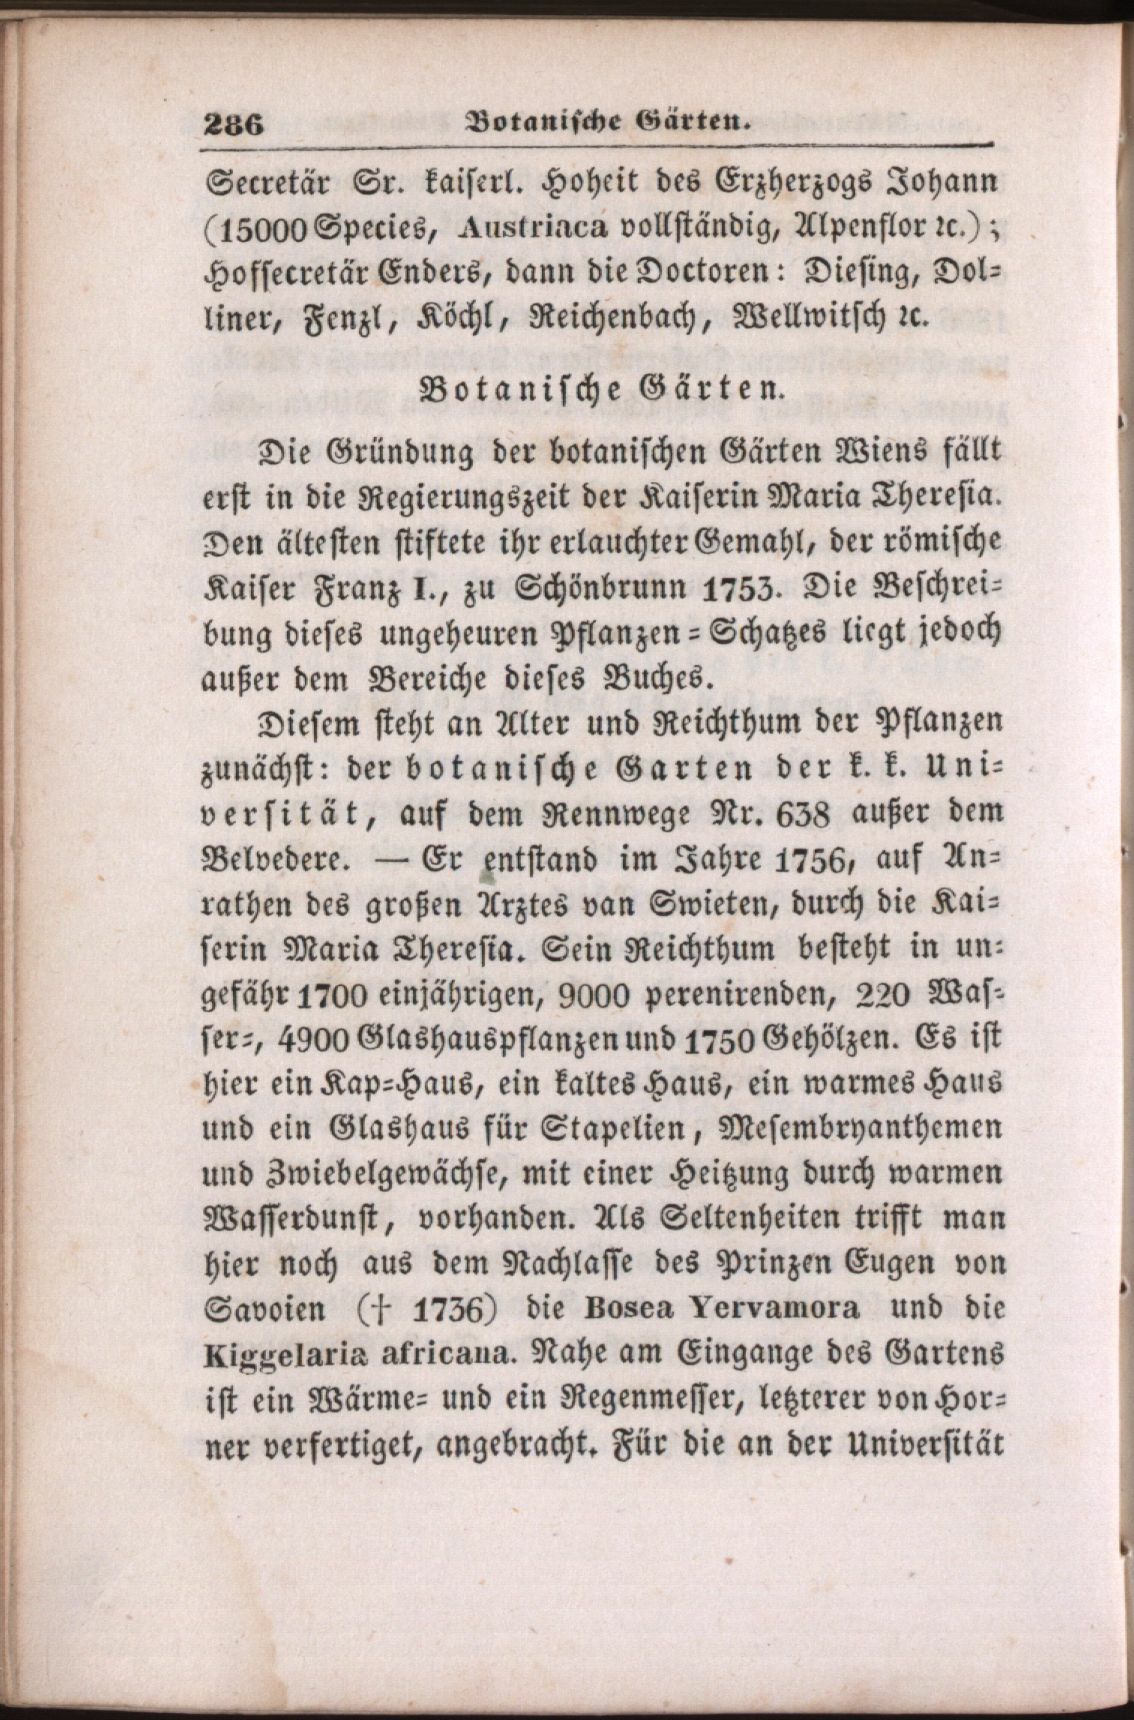 286 Botanische Gärten.
Secretär Sr. kaiserl. Hoheit des Erzherzogs Johann
(15000 Species, Austriaca vollständig, Alpenflor ꝛc.);
Hofsecretär Enders, dann die Doctoren: Diesing, Dol-
liner, Fenzl, Köchl, Reichenbach, Wellwitsch ꝛc.
Botanische Gärten.
Die Gründung der botanischen Gärten Wiens fällt
erst in die Regierungszeit der Kaiserin Maria Theresia.
Den ältesten stiftete ihr erlauchter Gemahl, der römische
Kaiser Franz I., zu Schönbrunn 1753. Die Beschrei-
bung dieses ungeheuren Pflanzen-Schatzes liegt jedoch
außer dem Bereiche dieses Buches.
Diesem steht an Alter und Reichthum der Pflanzen
zunächst: der botanische Garten der k. k. Uni-
versität, auf dem Rennwege Nr. 638 außer dem
Belvedere. — Er entstand im Jahre 1756, auf An-
rathen des großen Arztes van Swieten, durch die Kai-
serin Maria Theresia. Sein Reichthum besteht in un-
gefähr 1700 einjährigen, 9000 perenirenden, 220 Was-
ser-, 4900 Glashauspflanzen und 1750 Gehölzen. Es ist
hier ein Kap-Haus, ein kaltes Haus, ein warmes Haus
und ein Glashaus für Stapelien, Mesembryanthemen
und Zwiebelgewächse, mit einer Heitzung durch warmen
Wasserdunst, vorhanden. Als Seltenheiten trifft man
hier noch aus dem Nachlasse des Prinzen Eugen von
Savoien († 1736) die Bosea Yervamora und die
Kiggelaria africana. Nahe am Eingange des Gartens
ist ein Wärme- und ein Regenmesser, letzterer von Hor-
ner verfertiget, angebracht. Für die an der Universität